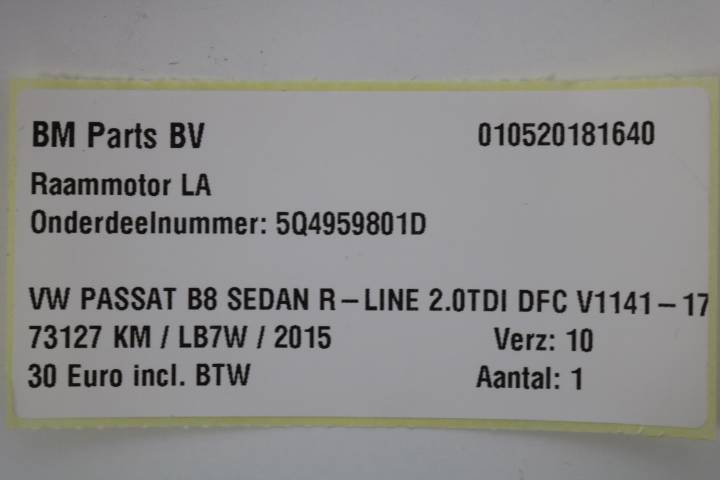 BM Parts BV 010520181640
Raammotor LA
Onderdeelnummer: 5Q4959801D
VW PASSAT B8 SEDAN R-LINE 2.0TDI DFC V1141-17
73127 KM / LB7W / 2015 Verz: 10
30 Euro incl. BTW Aantal: 1